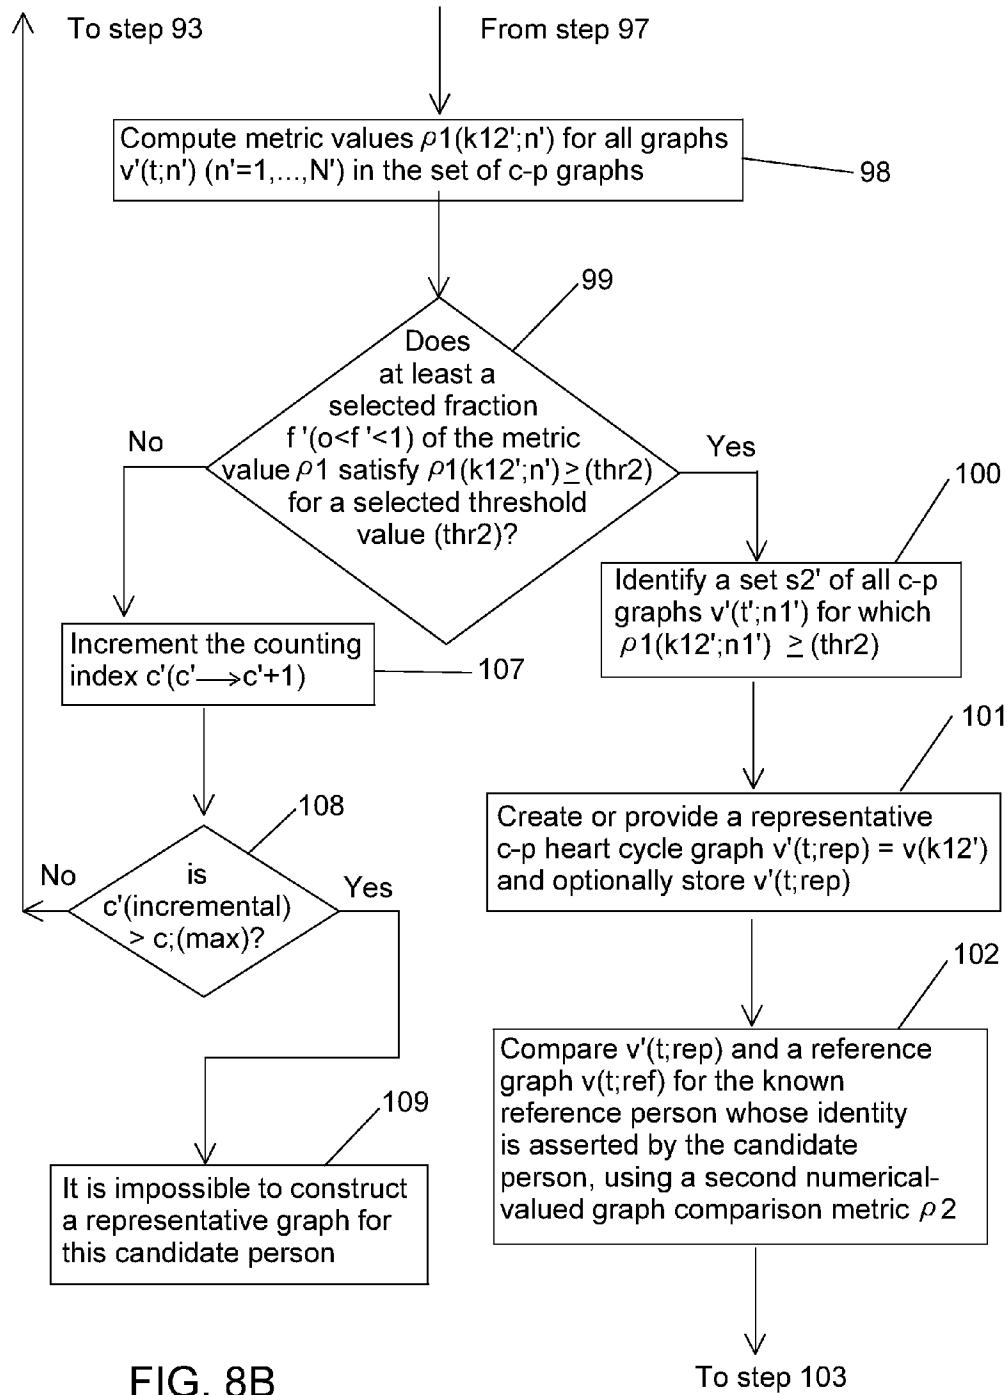 To step 93
From step 97
Compute metric values ρ1(k12';n') for all graphs
v'(t;n') (n'=1,...,N') in the set of c-p graphs
98
99
Does
at least a
selected fraction
f '(o<f '<1) of the metric
value ρ1 satisfy ρ1(k12';n') ≥ (thr2)
for a selected threshold
value (thr2)?
No
Yes
100
Identify a set s2' of all c-p
graphs v'(t';n1') for which
ρ1(k12';n1') ≥ (thr2)
Increment the counting
index c'(c'⟶c'+1)
107
101
Create or provide a representative
c-p heart cycle graph v'(t;rep) = v(k12')
and optionally store v'(t;rep)
108
is
c'(incremental)
> c;(max)?
No
Yes
102
Compare v'(t;rep) and a reference
graph v(t;ref) for the known
reference person whose identity
is asserted by the candidate
person, using a second numerical-
valued graph comparison metric ρ2
109
It is impossible to construct
a representative graph for
this candidate person
To step 103
FIG. 8B